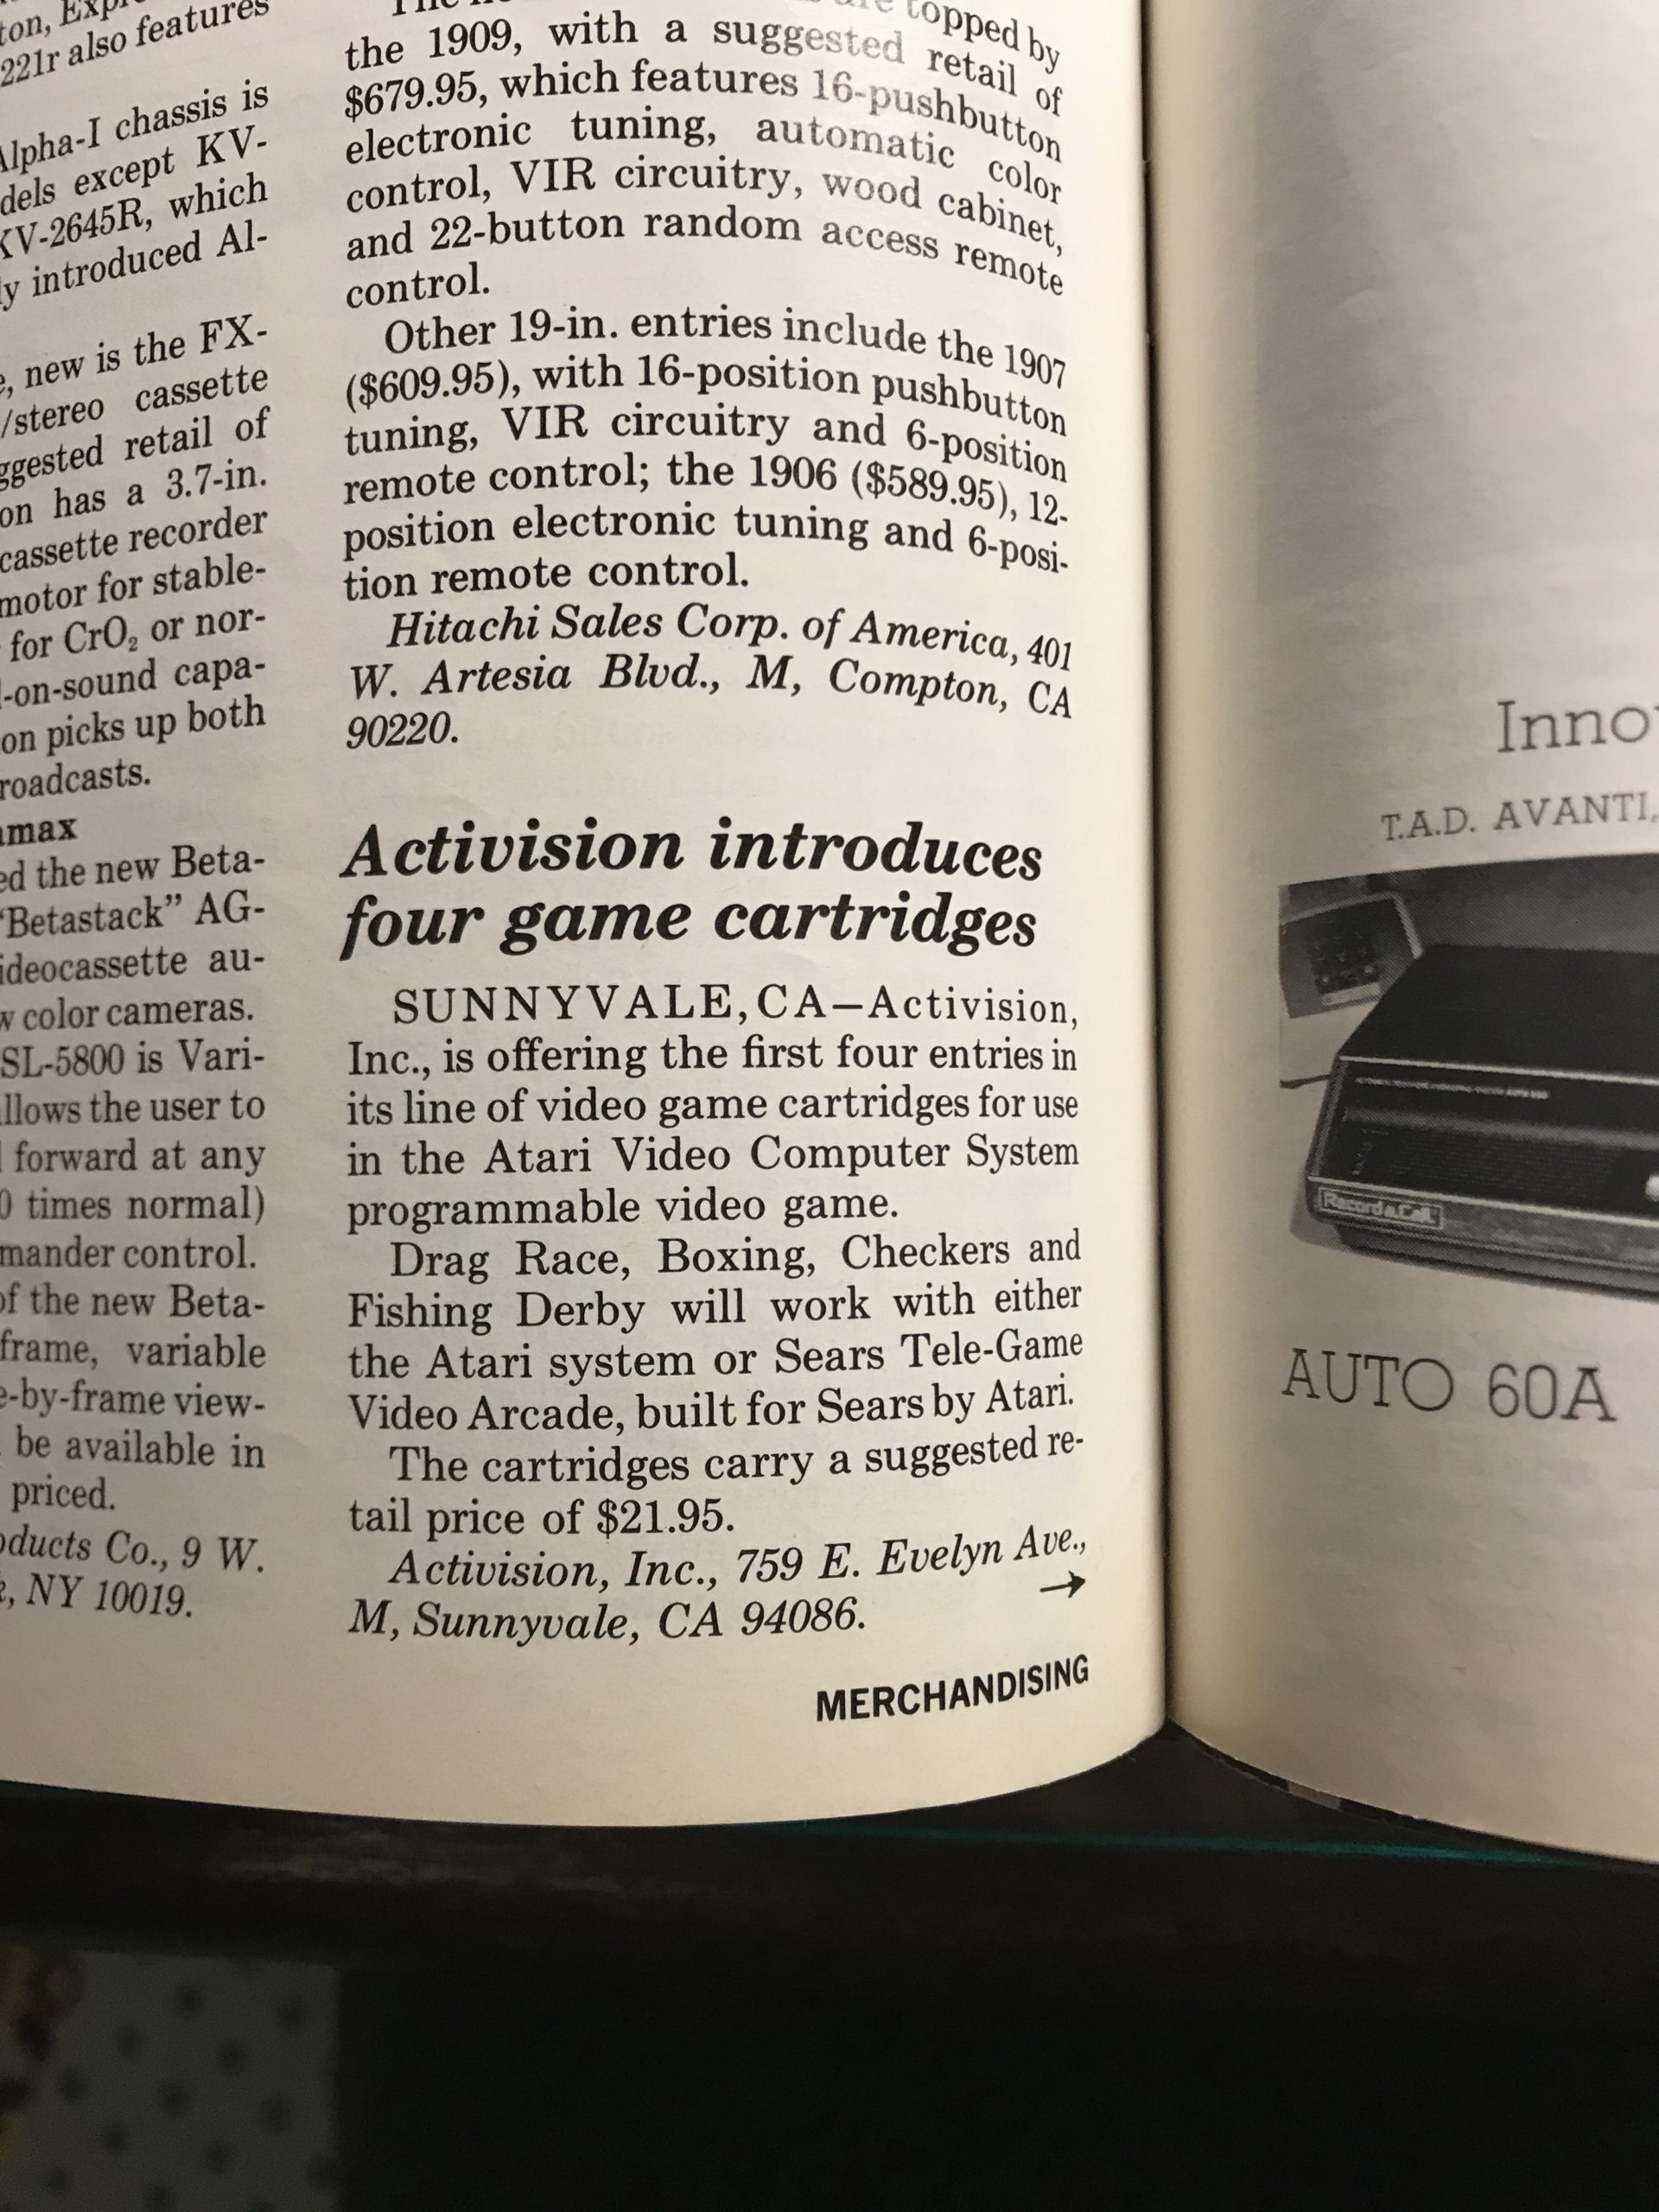 221r also features
Alpha-I chassis is
dels except KV-
KV-2645R, which
ly introduced Al-
, new is the FX-
/stereo cassette
ggested retail of
on has a 3.7-in.
cassette recorder
motor for stable-
for CrO₂ or nor-
-on-sound capa-
on picks up both
roadcasts.
amax
ed the new Beta-
"Betastack" AG-
ideocassette au-
w color cameras.
SL-5800 is Vari-
llows the user to
forward at any
0 times normal)
mander control.
of the new Beta-
frame, variable
e-by-frame view-
be available in
priced.
oducts Co., 9 W.
, NY 10019.
topped by
the 1909, with a suggested retail of
$679.95, which features 16-pushbutton
electronic tuning, automatic color
control, VIR circuitry, wood cabinet,
and 22-button random access remote
control.
Other 19-in. entries include the 1907
($609.95), with 16-position pushbutton
tuning, VIR circuitry and 6-position
remote control; the 1906 ($589.95), 12-
position electronic tuning and 6-posi-
tion remote control.
Hitachi Sales Corp. of America, 401
W. Artesia Blvd., M, Compton, CA
90220.
Activision introduces
four game cartridges
SUNNYVALE, CA—Activision,
Inc., is offering the first four entries in
its line of video game cartridges for use
in the Atari Video Computer System
programmable video game.
Drag Race, Boxing, Checkers and
Fishing Derby will work with either
the Atari system or Sears Tele-Game
Video Arcade, built for Sears by Atari.
The cartridges carry a suggested re-
tail price of $21.95.
Activision, Inc., 759 E. Evelyn Ave.,
M, Sunnyvale, CA 94086.
→
MERCHANDISING
Inno
T.A.D. AVANTI,
Record a Call
AUTO 60A